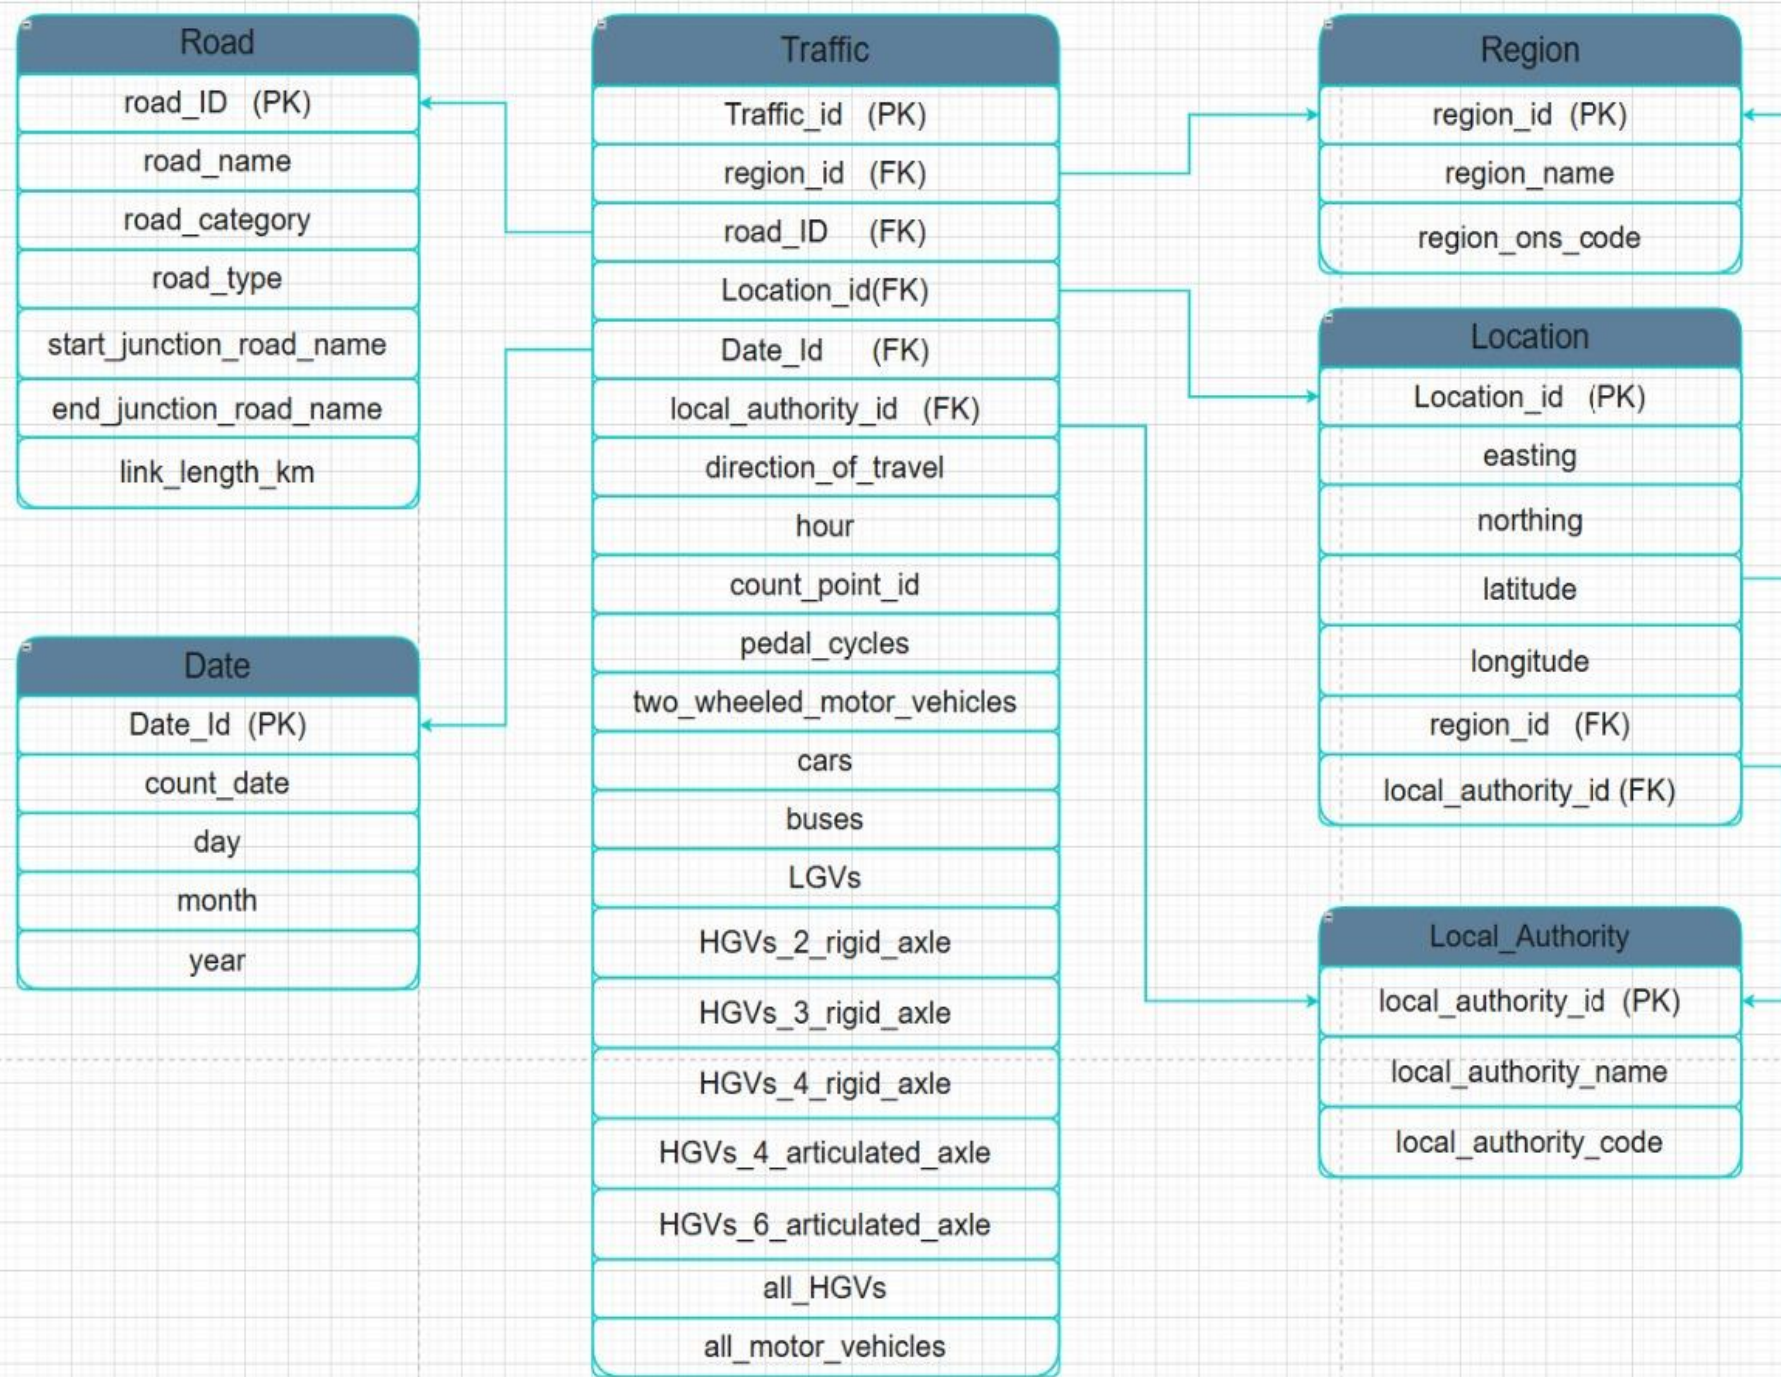 Road
road_ID (PK)
road_name
road_category
road_type
start_junction_road_name
end_junction_road_name
link_length_km
Date
Date_Id (PK)
count_date
day
month
year
Traffic
Traffic_id (PK)
region_id (FK)
road_ID (FK)
Location_id(FK)
Date_Id (FK)
local_authority_id (FK)
direction_of_travel
hour
count_point_id
pedal_cycles
two_wheeled_motor_vehicles
cars
buses
LGVs
HGVs_2_rigid_axle
HGVs_3_rigid_axle
HGVs_4_rigid_axle
HGVs_4_articulated_axle
HGVs_6_articulated_axle
all_HGVs
all_motor_vehicles
Region
region_id (PK)
region_name
region_ons_code
Location
Location_id (PK)
easting
northing
latitude
longitude
region_id (FK)
local_authority_id (FK)
Local_Authority
local_authority_id (PK)
local_authority_name
local_authority_code